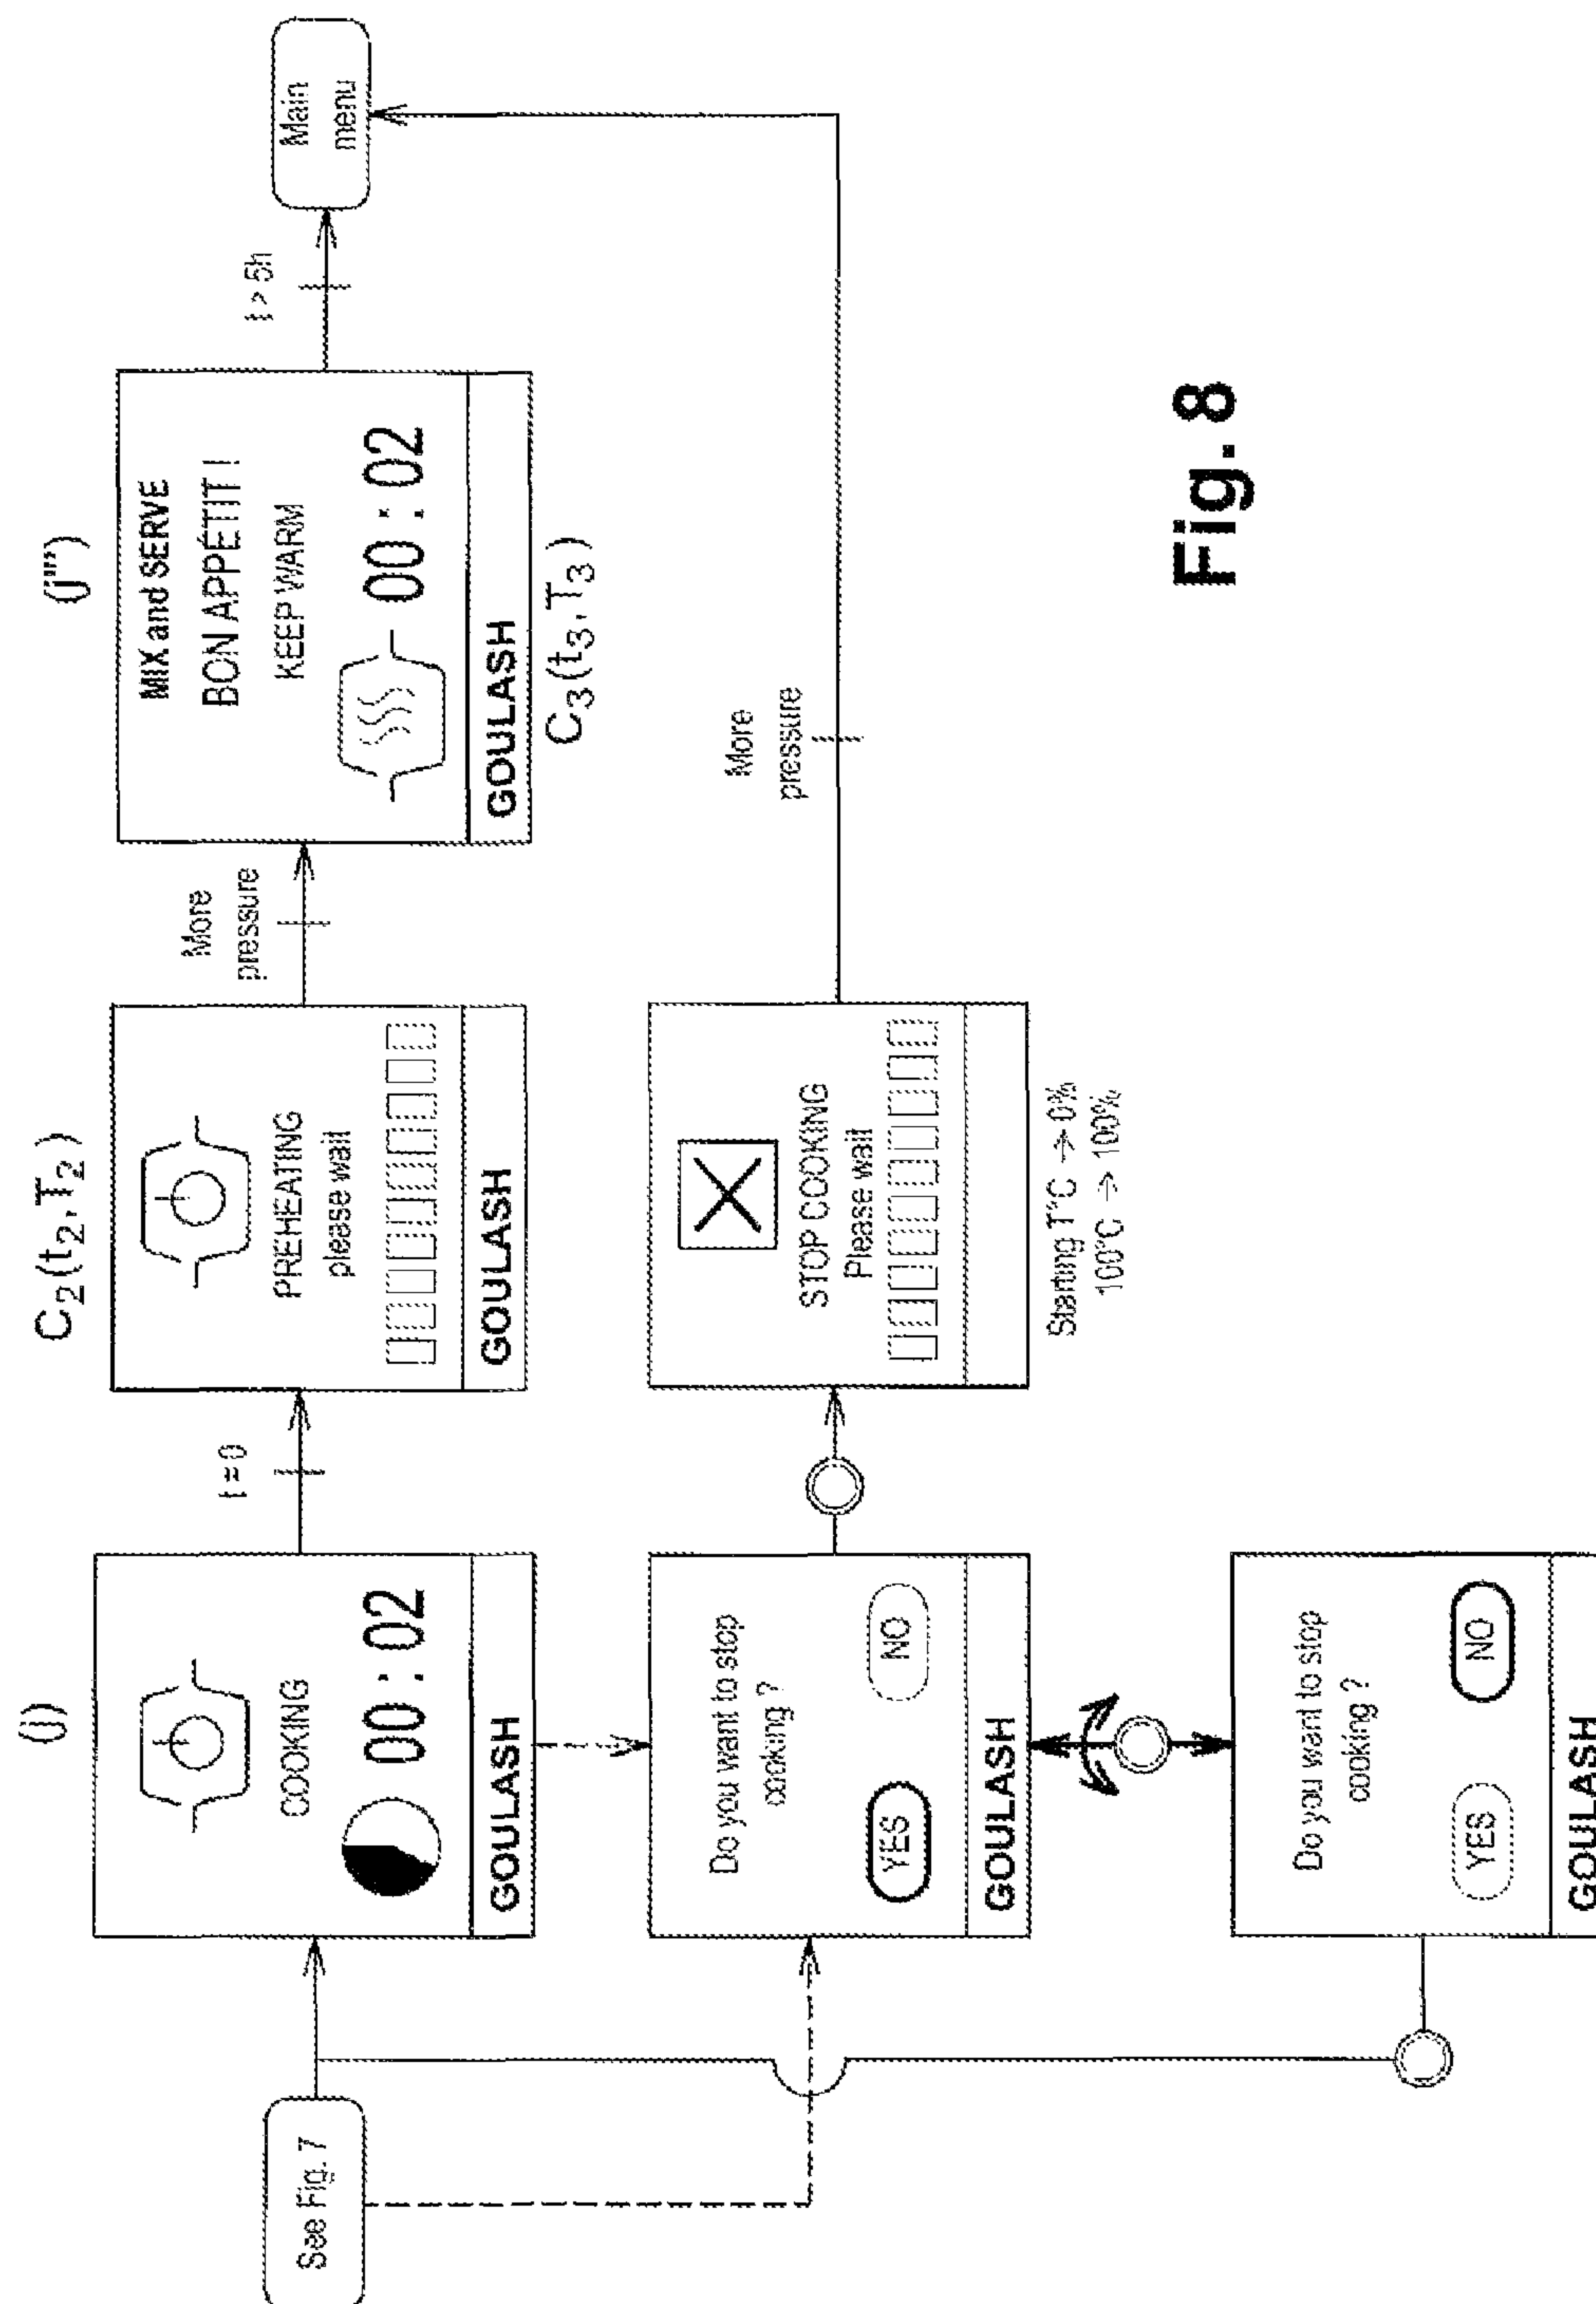 (j)
C₂(t₂,T₂)
(j''')
See Fig. 7
COOKING
00 : 02
GOULASH
t = 0
PREHEATING
please wait
GOULASH
More
pressure
MIX and SERVE
BON APPÉTIT !
KEEP WARM
00 : 02
GOULASH
C₃(t₃,T₃)
t > 5h
Main
menu
Do you want to stop
cooking ?
YES NO
GOULASH
STOP COOKING
Please wait
Starting T°C → 0%
100°C → 100%
More
pressure
Do you want to stop
cooking ?
YES NO
GOULASH
Fig. 8